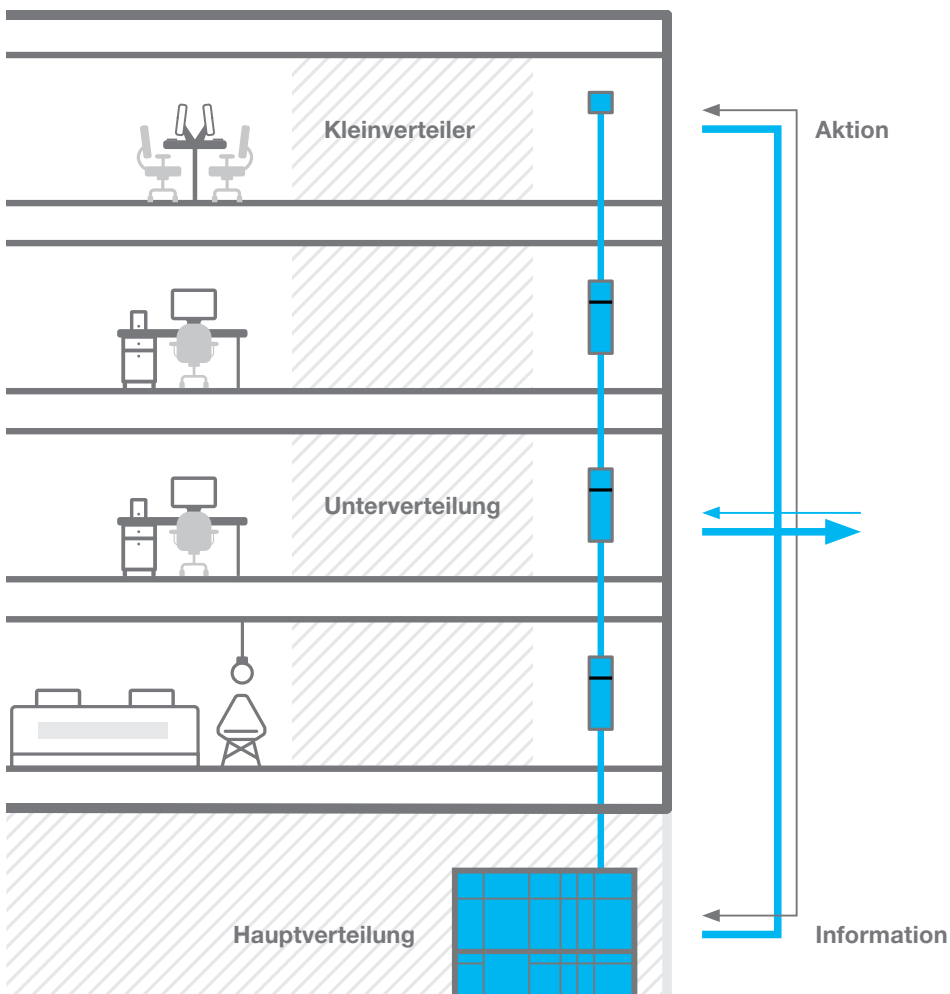 Kleinverteiler
Aktion
Unterverteilung
Hauptverteilung
Information